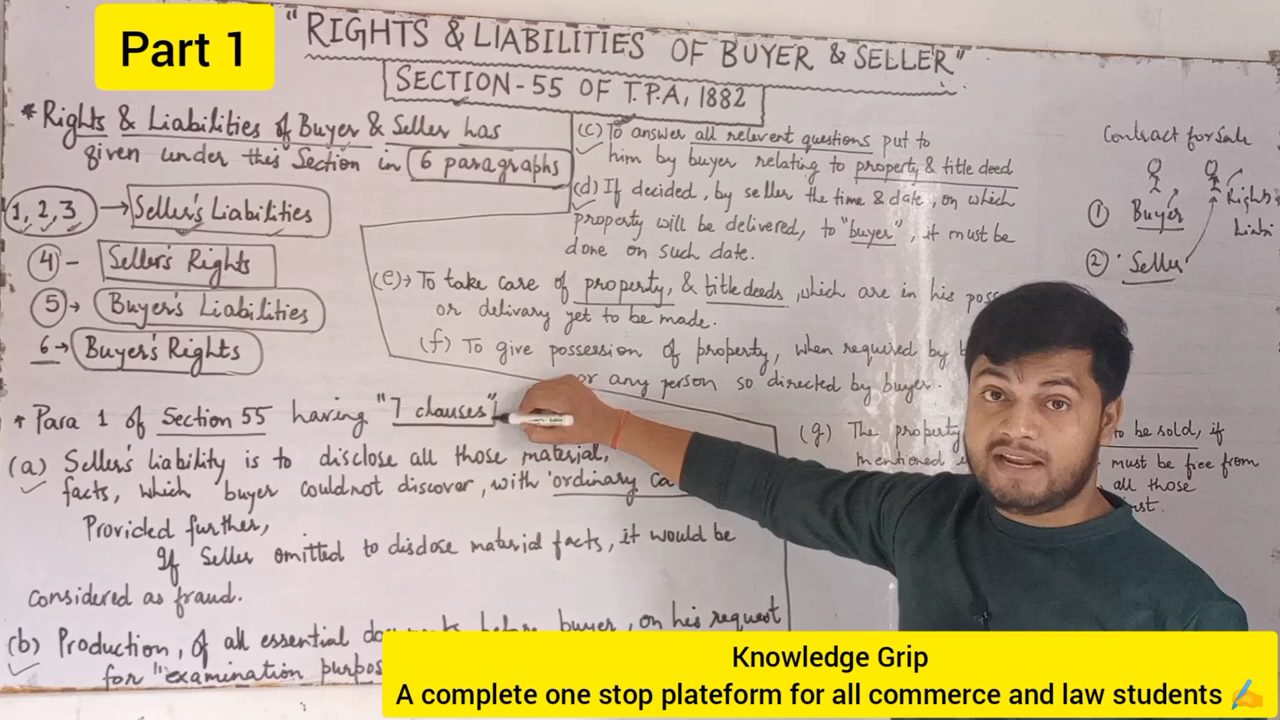 Part 1
"RIGHTS & LIABILITIES OF BUYER & SELLER"
SECTION-55 OF T.P.A, 1882
* Rights & Liabilities of Buyer & Seller has
given under this Section in 6 paragraphs
1, 2, 3 → Seller's Liabilities
4 - Seller's Rights
5 → Buyer's Liabilities
6 → Buyer's Rights
* Para 1 of Section 55 having "7 clauses"
(a) Seller's liability is to disclose all those material,
facts, which buyer couldnot discover, with 'ordinary
Provided further,
If Seller omitted to disclose material facts, it would be
considered as fraud.
(b) Production, of all essential before buyer, on his request
for "examination
(c) To answer all relevent questions put to
him by buyer relating to property & title deed
(d) If decided, by seller the time & date, on which
property will be delivered, to "buyer", it must be
done on such date.
(e) → To take care of property, & title deeds, which are in his
or delivary yet to be made.
(f) To give possession of property, when required by
or any person so directed by buyer.
(g) The property to be sold, if
mentioned must be free from
all those
Contract for Sale
① Buyer
② Seller
Rights
Knowledge Grip
A complete one stop plateform for all commerce and law students ✍️